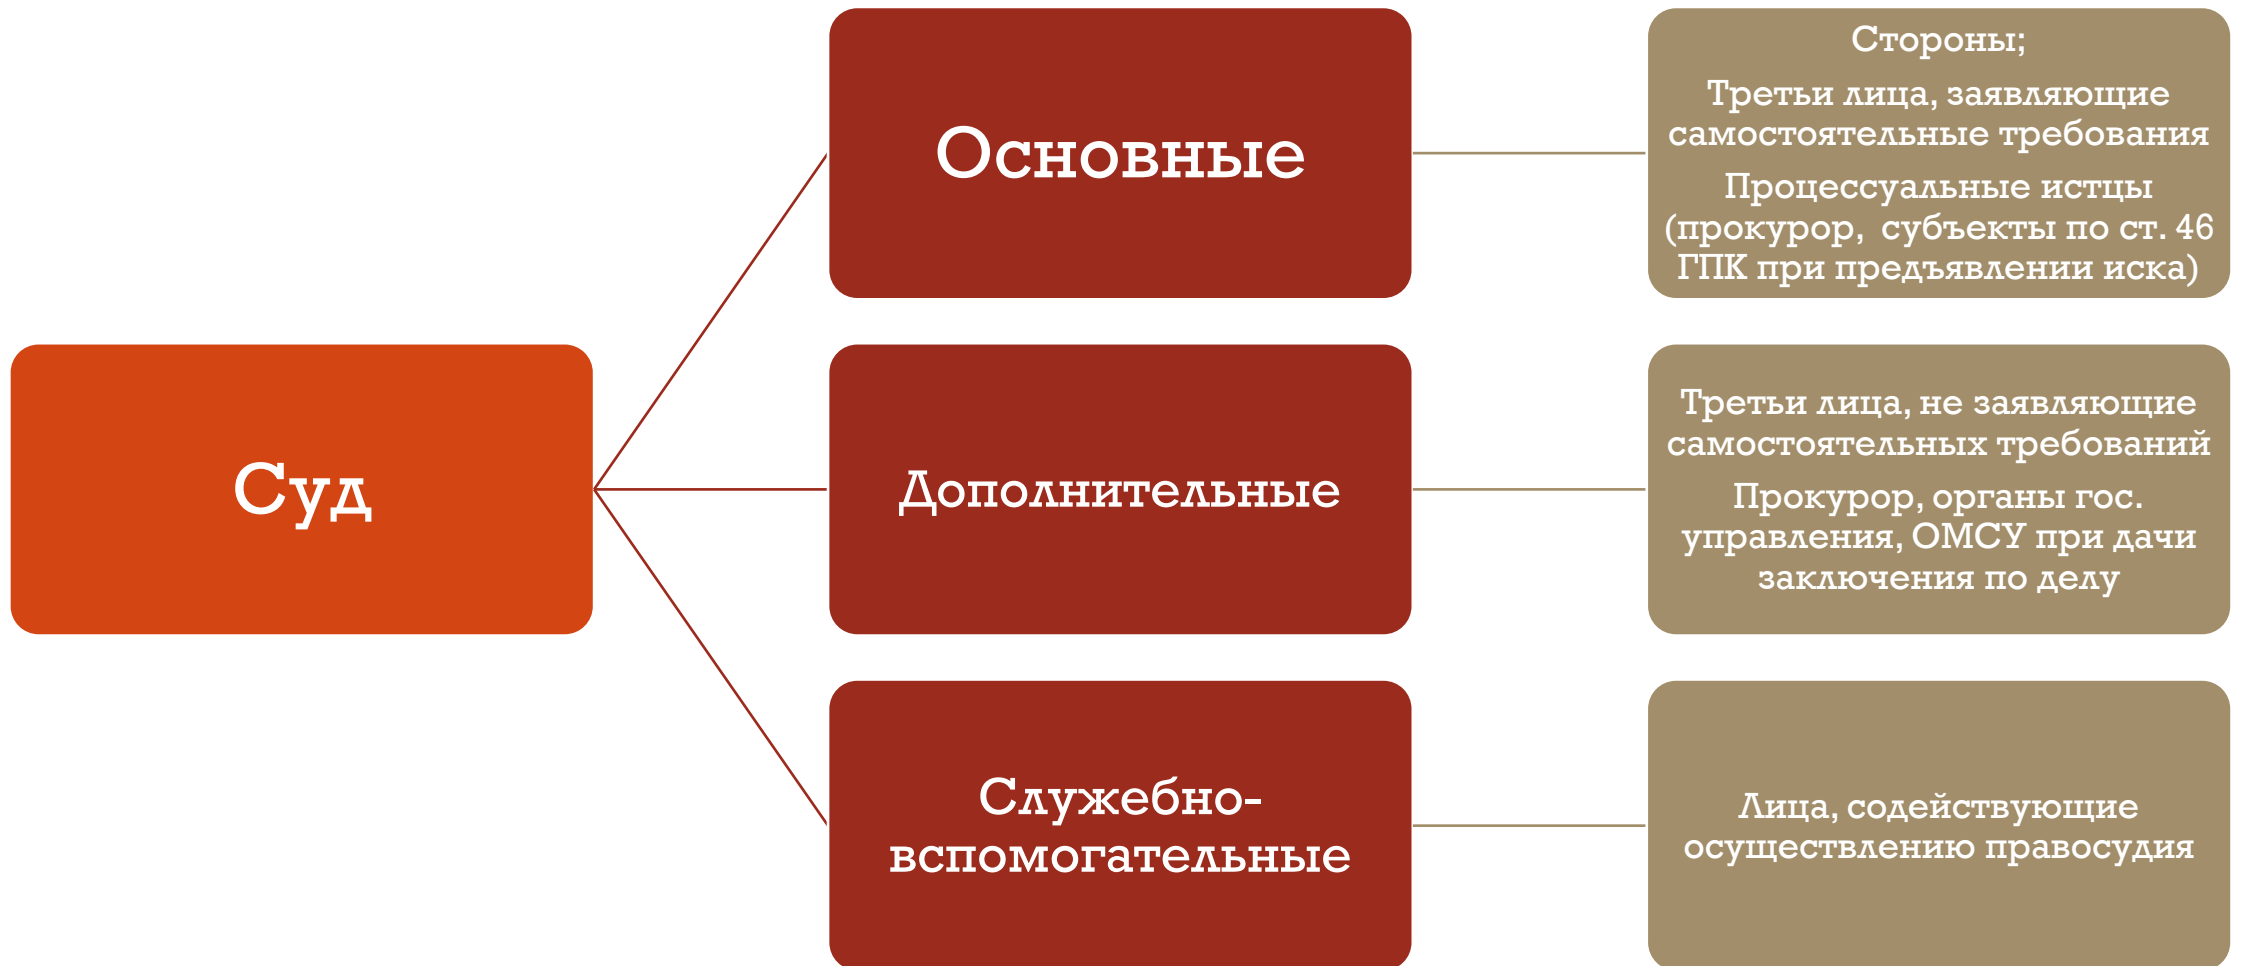 Суд
Основные
Стороны;
Третьи лица, заявляющие
самостоятельные требования
Процессуальные истцы
(прокурор,  субъекты по ст. 46
ГПК при предъявлении иска)
Дополнительные
Третьи лица, не заявляющие
самостоятельных требований
Прокурор, органы гос.
управления, ОМСУ при дачи
заключения по делу
Служебно-
вспомогательные
Лица, содействующие
осуществлению правосудия